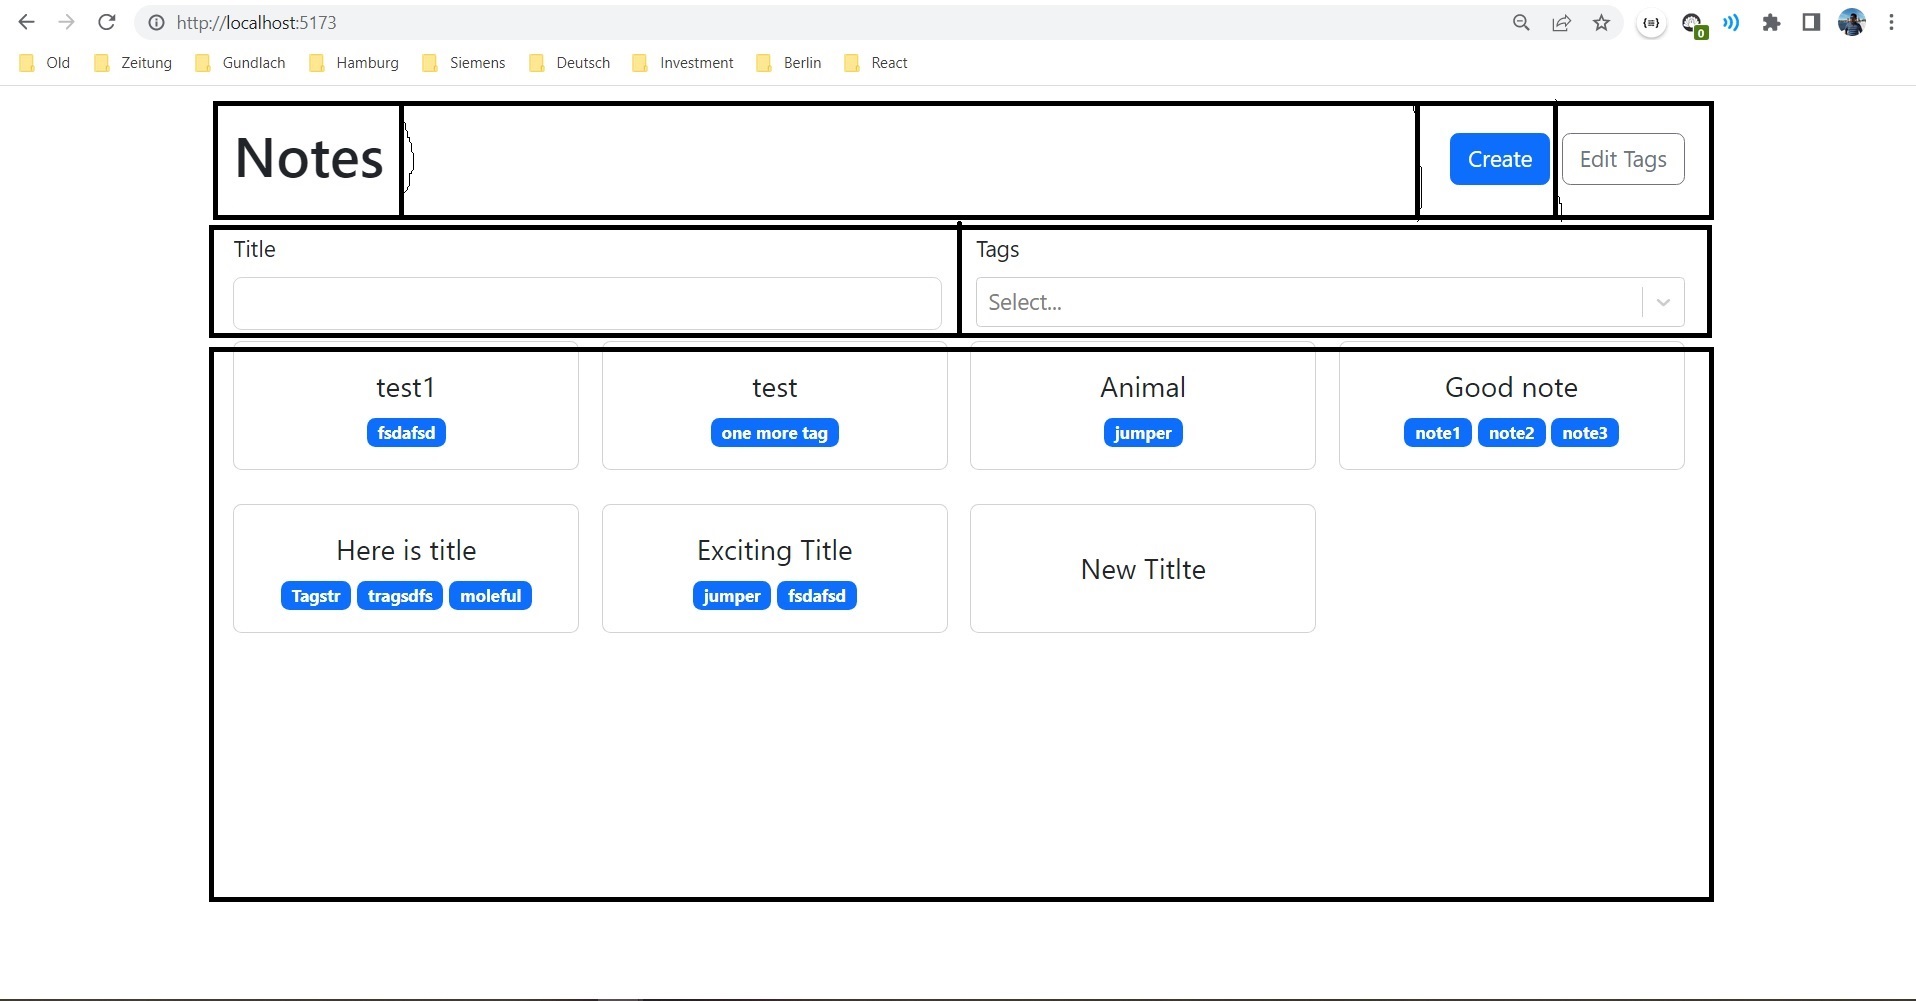 http://localhost:5173
0
Old Zeitung Gundlach Hamburg Siemens Deutsch Investment Berlin React
Notes Create Edit Tags
Title Tags
Select...
test1 test Animal Good note
fsdafsd one more tag jumper note1 note2 note3
Here is title Exciting Title New Titlte
Tagstr tragsdfs moleful jumper fsdafsd